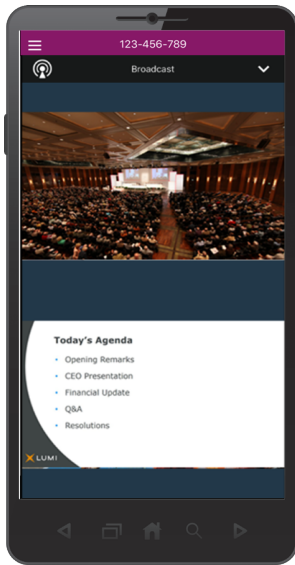 123-456-789
Broadcast
Today's Agenda
• Opening Remarks
• CEO Presentation
• Financial Update
• Q&A
• Resolutions
LUMI